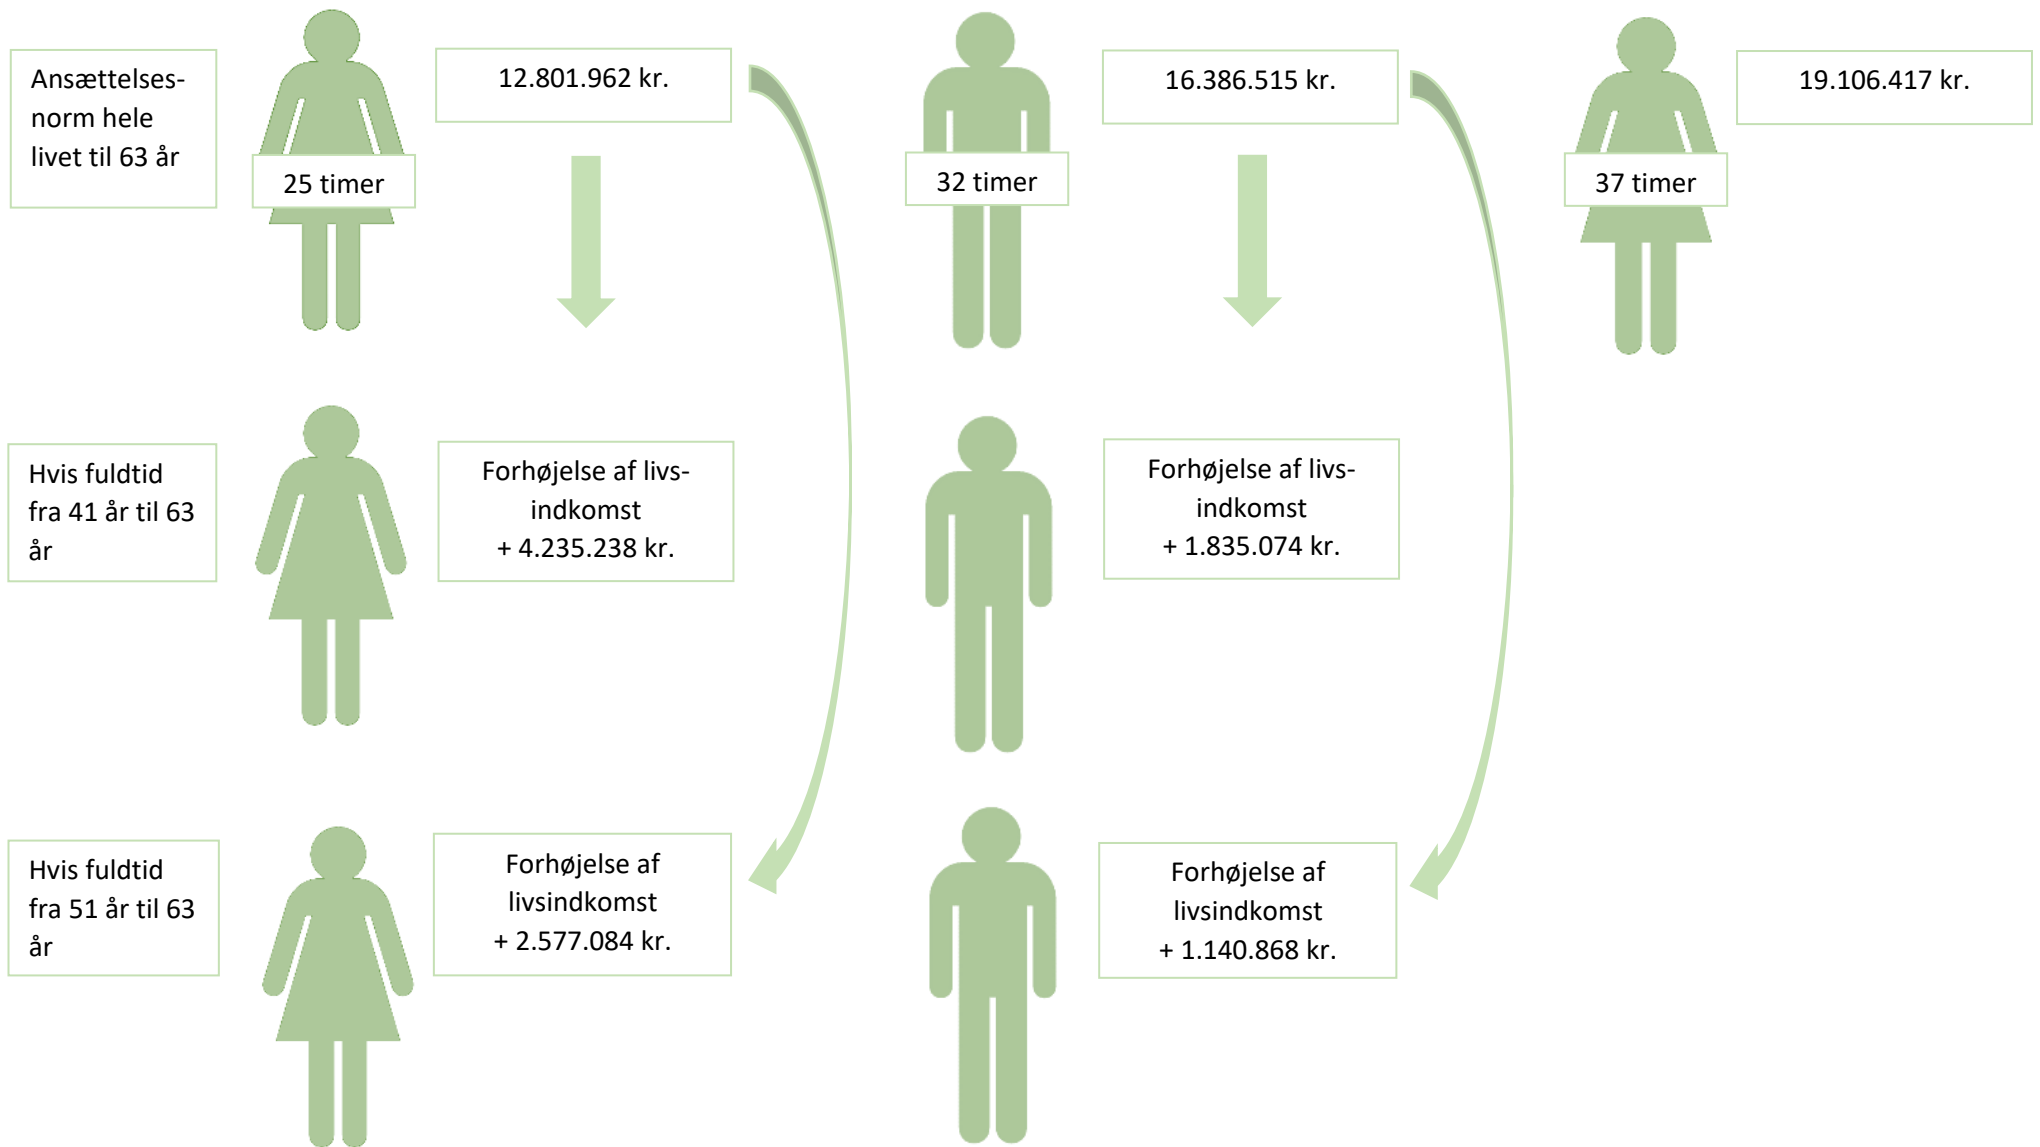 Ansættelses-
norm hele
livet til 63 år
25 timer
12.801.962 kr.
32 timer
16.386.515 kr.
37 timer
19.106.417 kr.
Hvis fuldtid
fra 41 år til 63
år
Forhøjelse af livs-
indkomst
+ 4.235.238 kr.
Forhøjelse af livs-
indkomst
+ 1.835.074 kr.
Hvis fuldtid
fra 51 år til 63
år
Forhøjelse af
livsindkomst
+ 2.577.084 kr.
Forhøjelse af
livsindkomst
+ 1.140.868 kr.